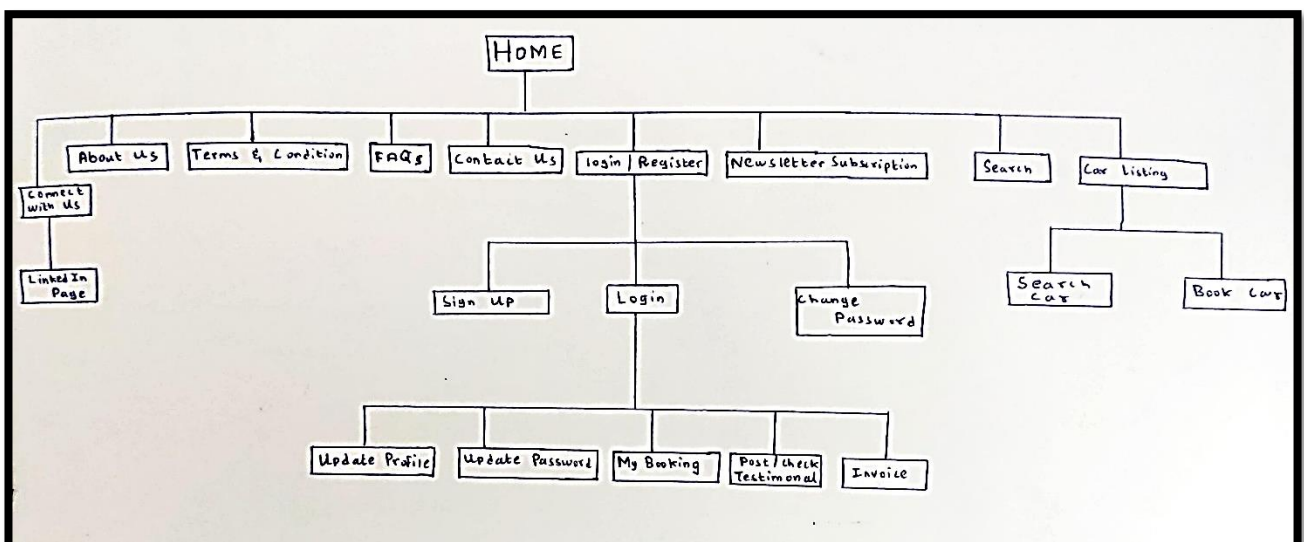 HOME
About Us
Terms & Condition
FAQs
Contact Us
login / Register
Newsletter Subscription
Search
Car Listing
Connect
with Us
LinkedIn
Page
Sign Up
Login
Change
Password
Search
Car
Book Car
Update Profile
Update Password
My Booking
Post/check
Testimonal
Invoice